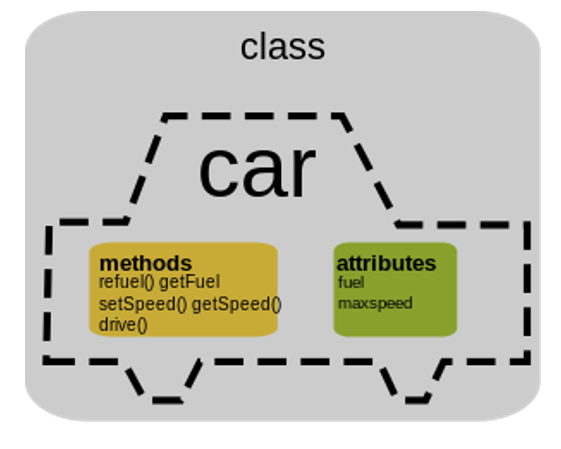 class
car
methods
refuel() getFuel
setSpeed() getSpeed()
drive()
attributes
fuel
maxspeed